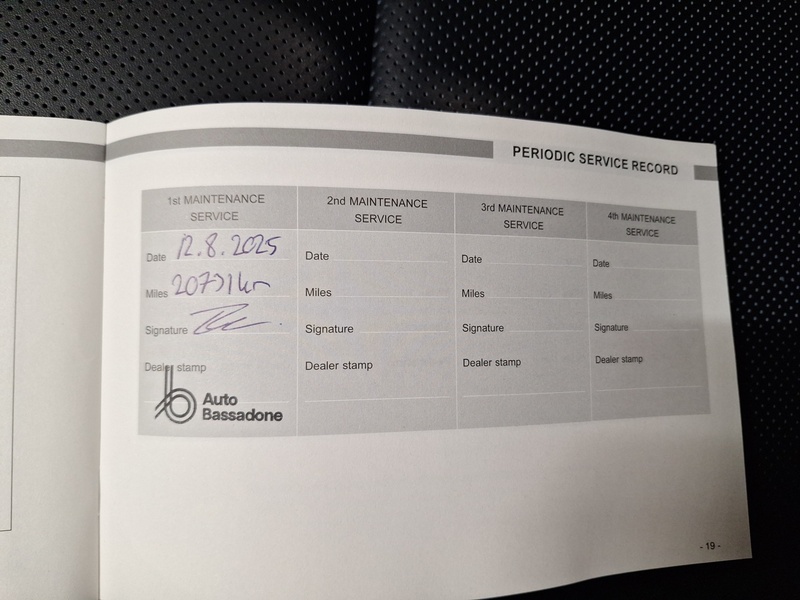 PERIODIC SERVICE RECORD
1st MAINTENANCE
SERVICE
Date 12.8.2025
Miles
Signature
Dealer stamp
Auto
Bassadone
2nd MAINTENANCE
SERVICE
Date
Miles
Signature
Dealer stamp
3rd MAINTENANCE
SERVICE
Date
Miles
Signature
Dealer stamp
4th MAINTENANCE
SERVICE
Date
Miles
Signature
Dealer stamp
- 19 -